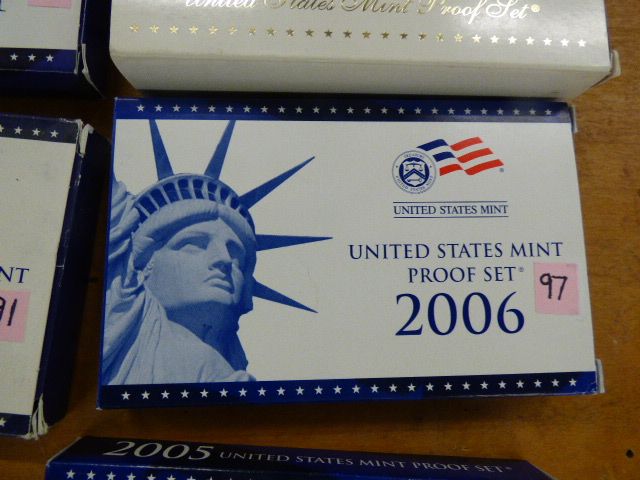 United States Mint Proof Set®
UNITED STATES MINT
UNITED STATES MINT
PROOF SET®
2006
97
NT
91
2005 UNITED STATES MINT PROOF SET®